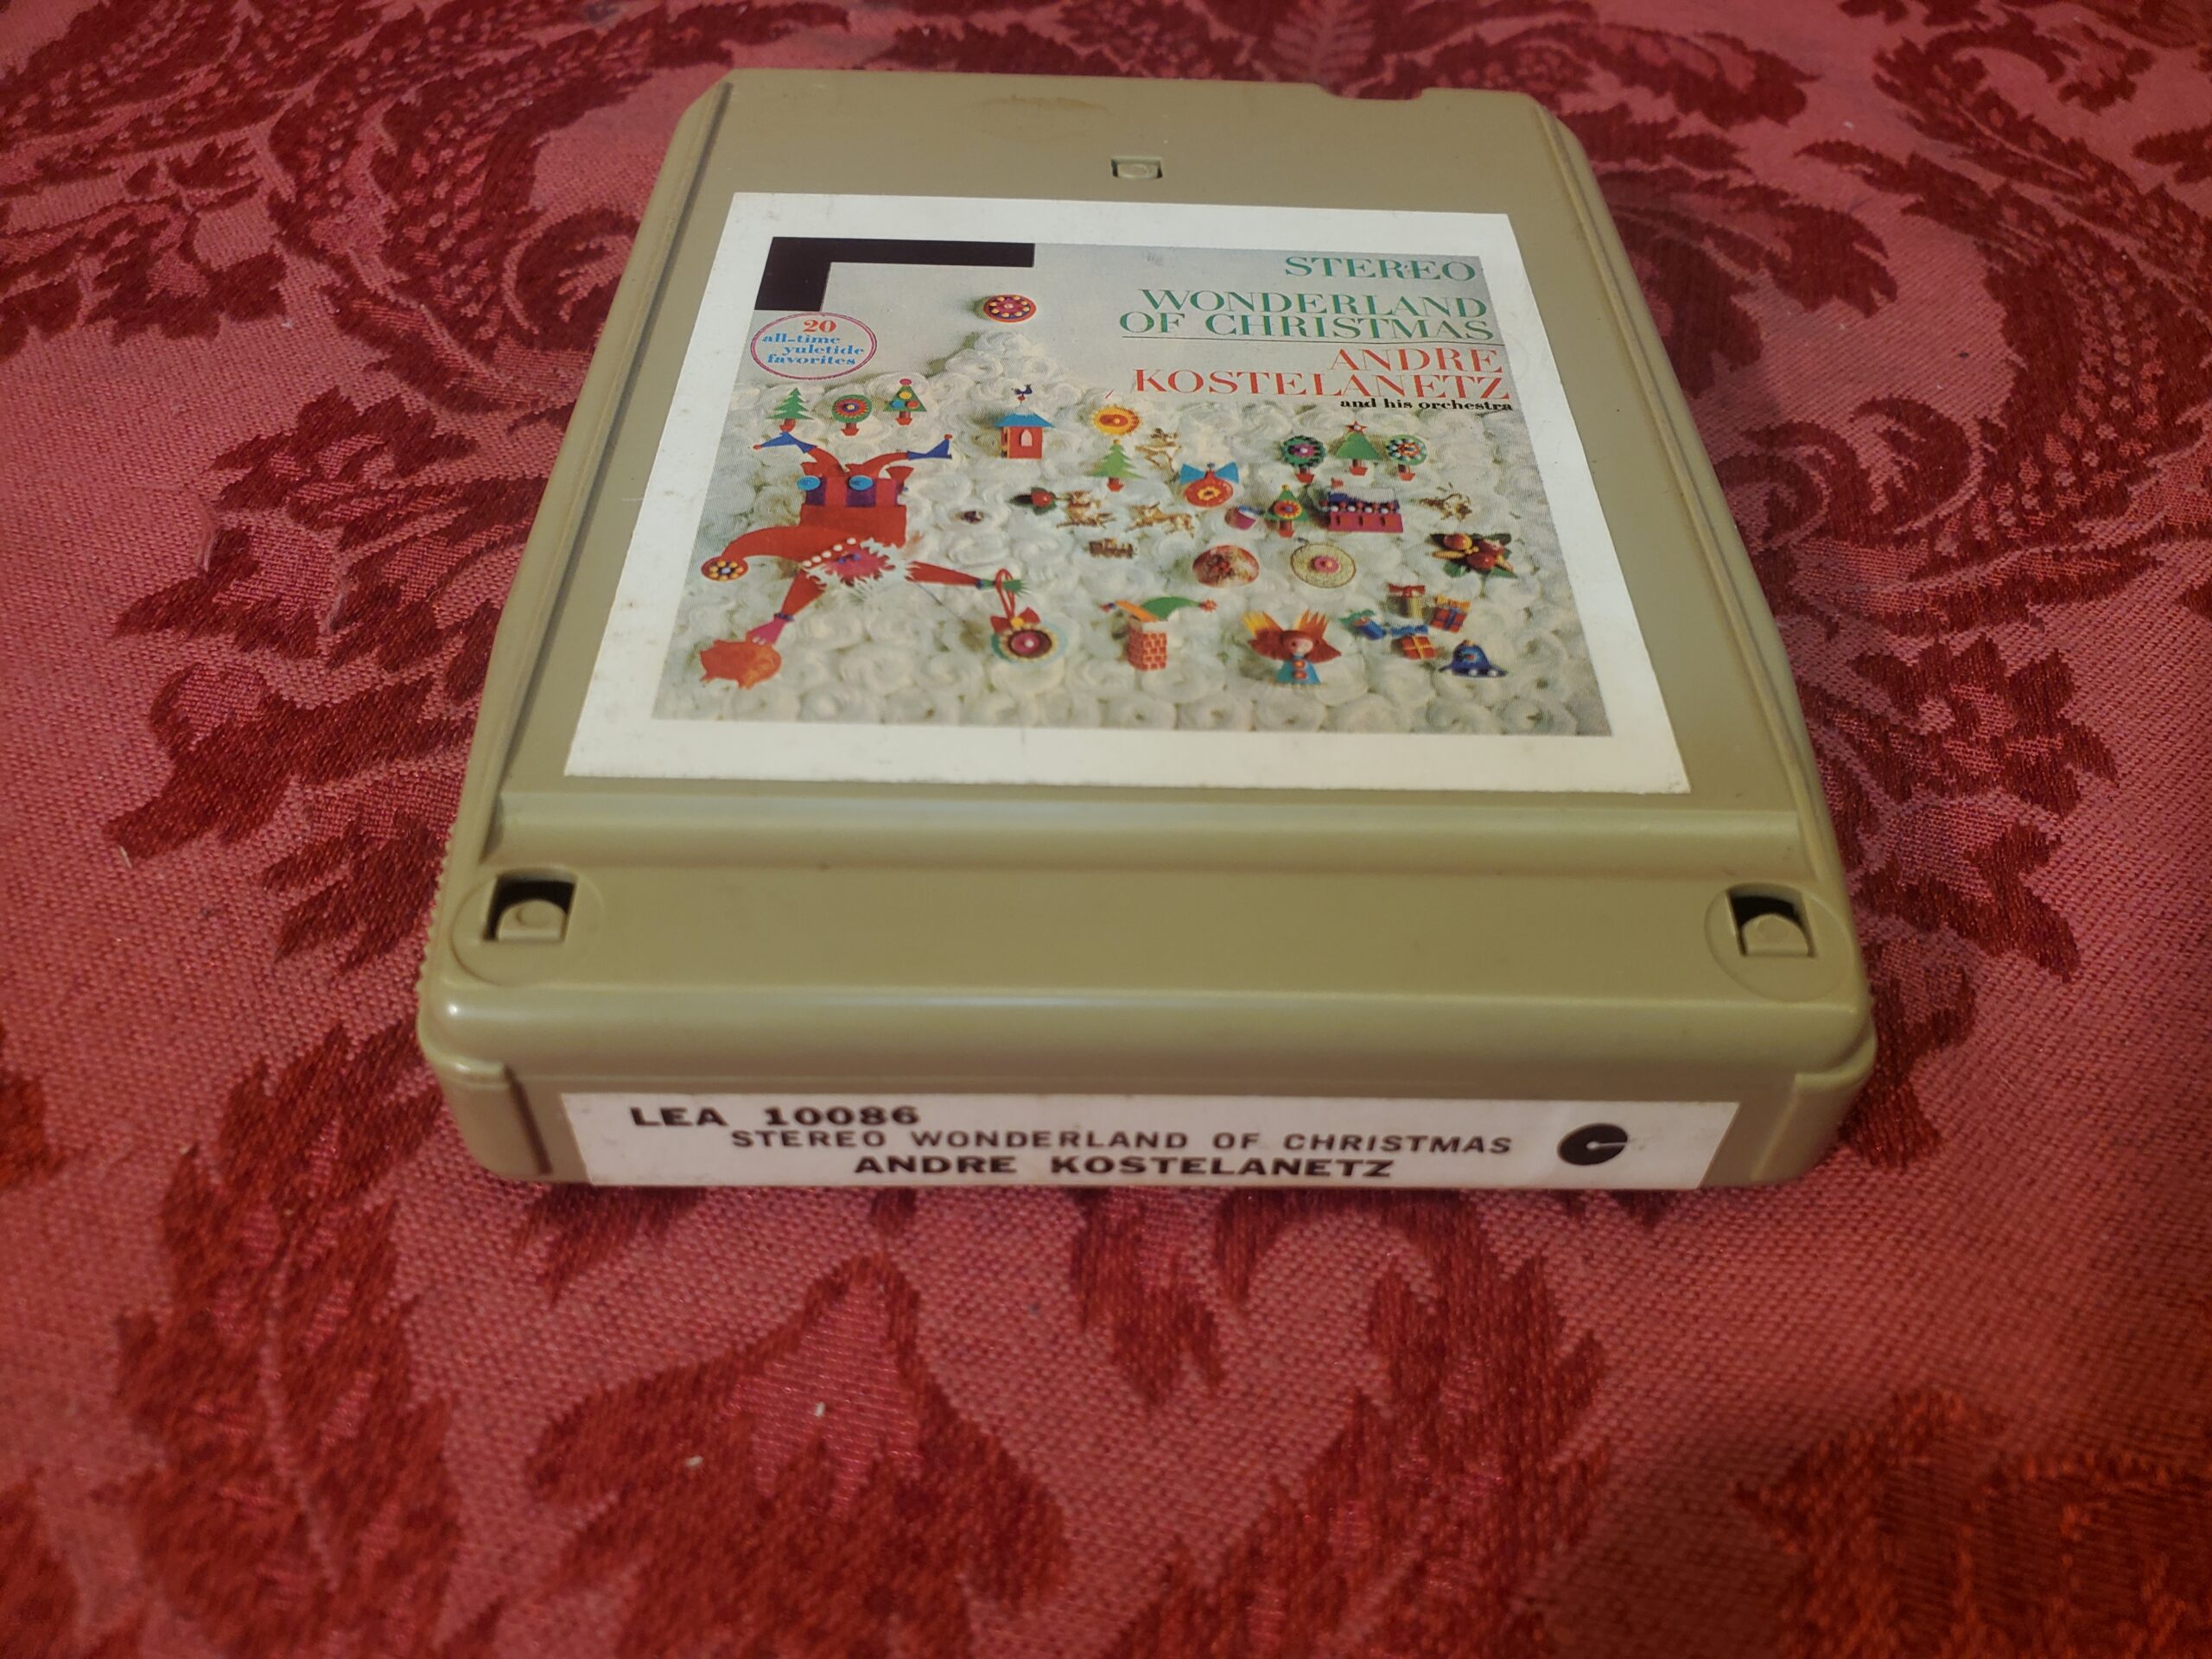 STEREO
WONDERLAND
OF CHRISTMAS
ANDRE
KOSTELANETZ
and his orchestra
20
all-time
yuletide
favorites
LEA 10086
STEREO WONDERLAND OF CHRISTMAS
ANDRE KOSTELANETZ